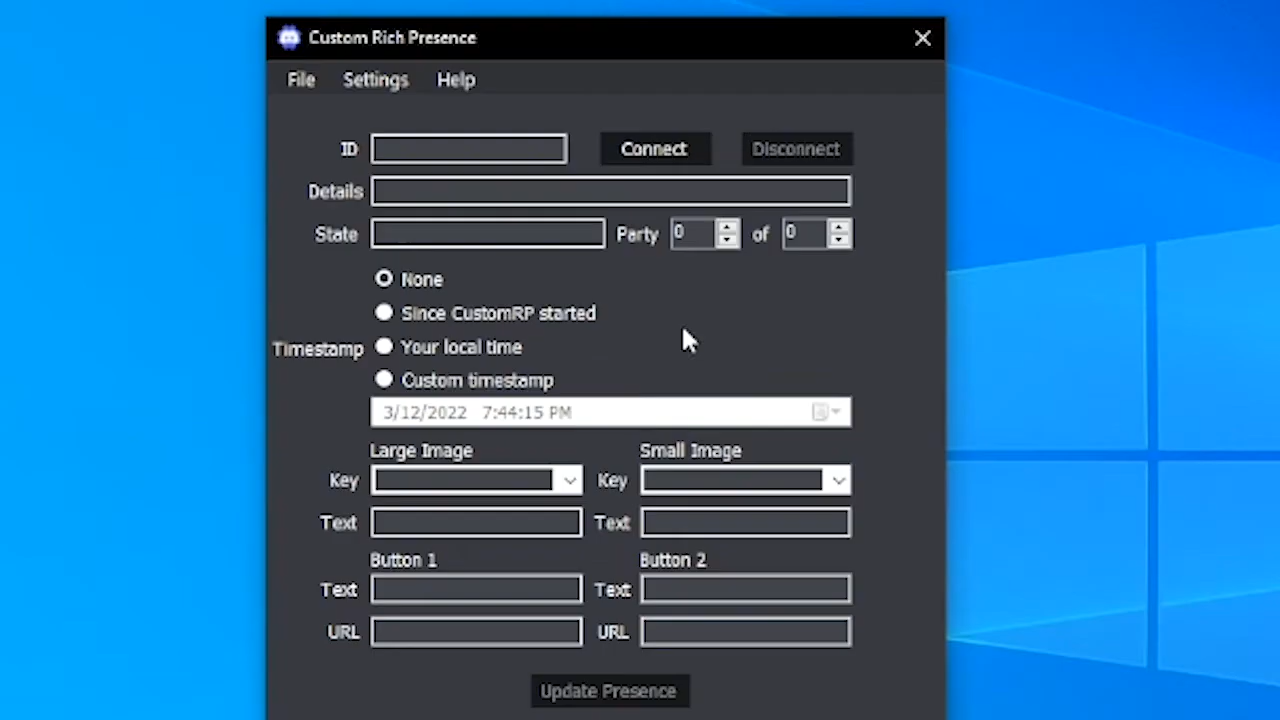 Custom Rich Presence
File Settings Help
ID Connect Disconnect
Details
State Party 0 of 0
None
Since CustomRP started
Timestamp Your local time
Custom timestamp
3/12/2022 7:44:15 PM
Large Image Small Image
Key Key
Text Text
Button 1 Button 2
Text Text
URL URL
Update Presence